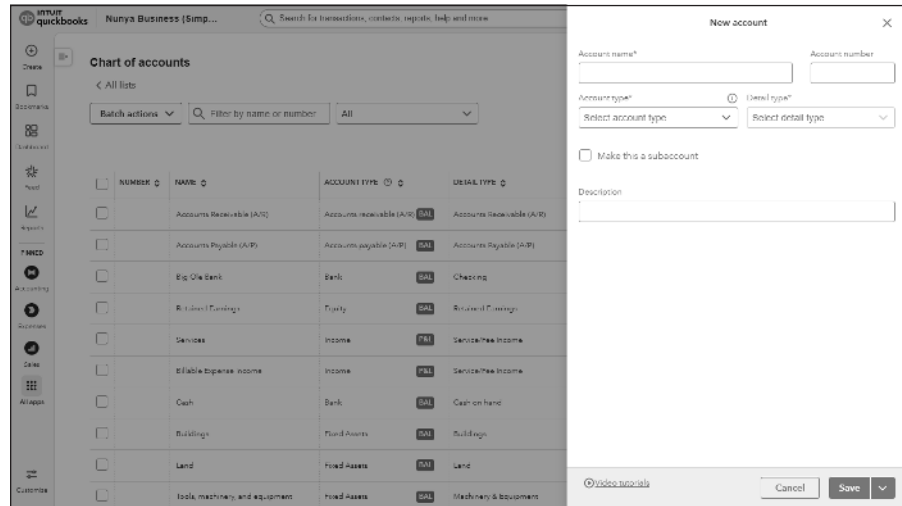 INTUIT
quickbooks
Nunya Business (Simp...
Search for transactions, contacts, reports, help and more
New account
Create
Bookmarks
Dashboard
Feed
Reports
PINNED
Accounting
Expenses
Sales
All apps
Customize
Chart of accounts
< All lists
Batch actions
Filter by name or number
All
NUMBER NAME ACCOUNT TYPE DETAIL TYPE
Accounts Receivable (A/R) Accounts receivable (A/R) BAL Accounts Receivable (A/R)
Accounts Payable (A/P) Accounts payable (A/P) BAL Accounts Payable (A/P)
Big Ole Bank Bank BAL Checking
Retained Earnings Equity BAL Retained Earnings
Services Income P&L Service/Fee Income
Billable Expense Income Income P&L Service/Fee Income
Cash Bank BAL Cash on hand
Buildings Fixed Assets BAL Buildings
Land Fixed Assets BAL Land
Tools, machinery, and equipment Fixed Assets BAL Machinery & Equipment
Account name* Account number
Account type* Detail type*
Select account type Select detail type
Make this a subaccount
Description
Video tutorials
Cancel Save